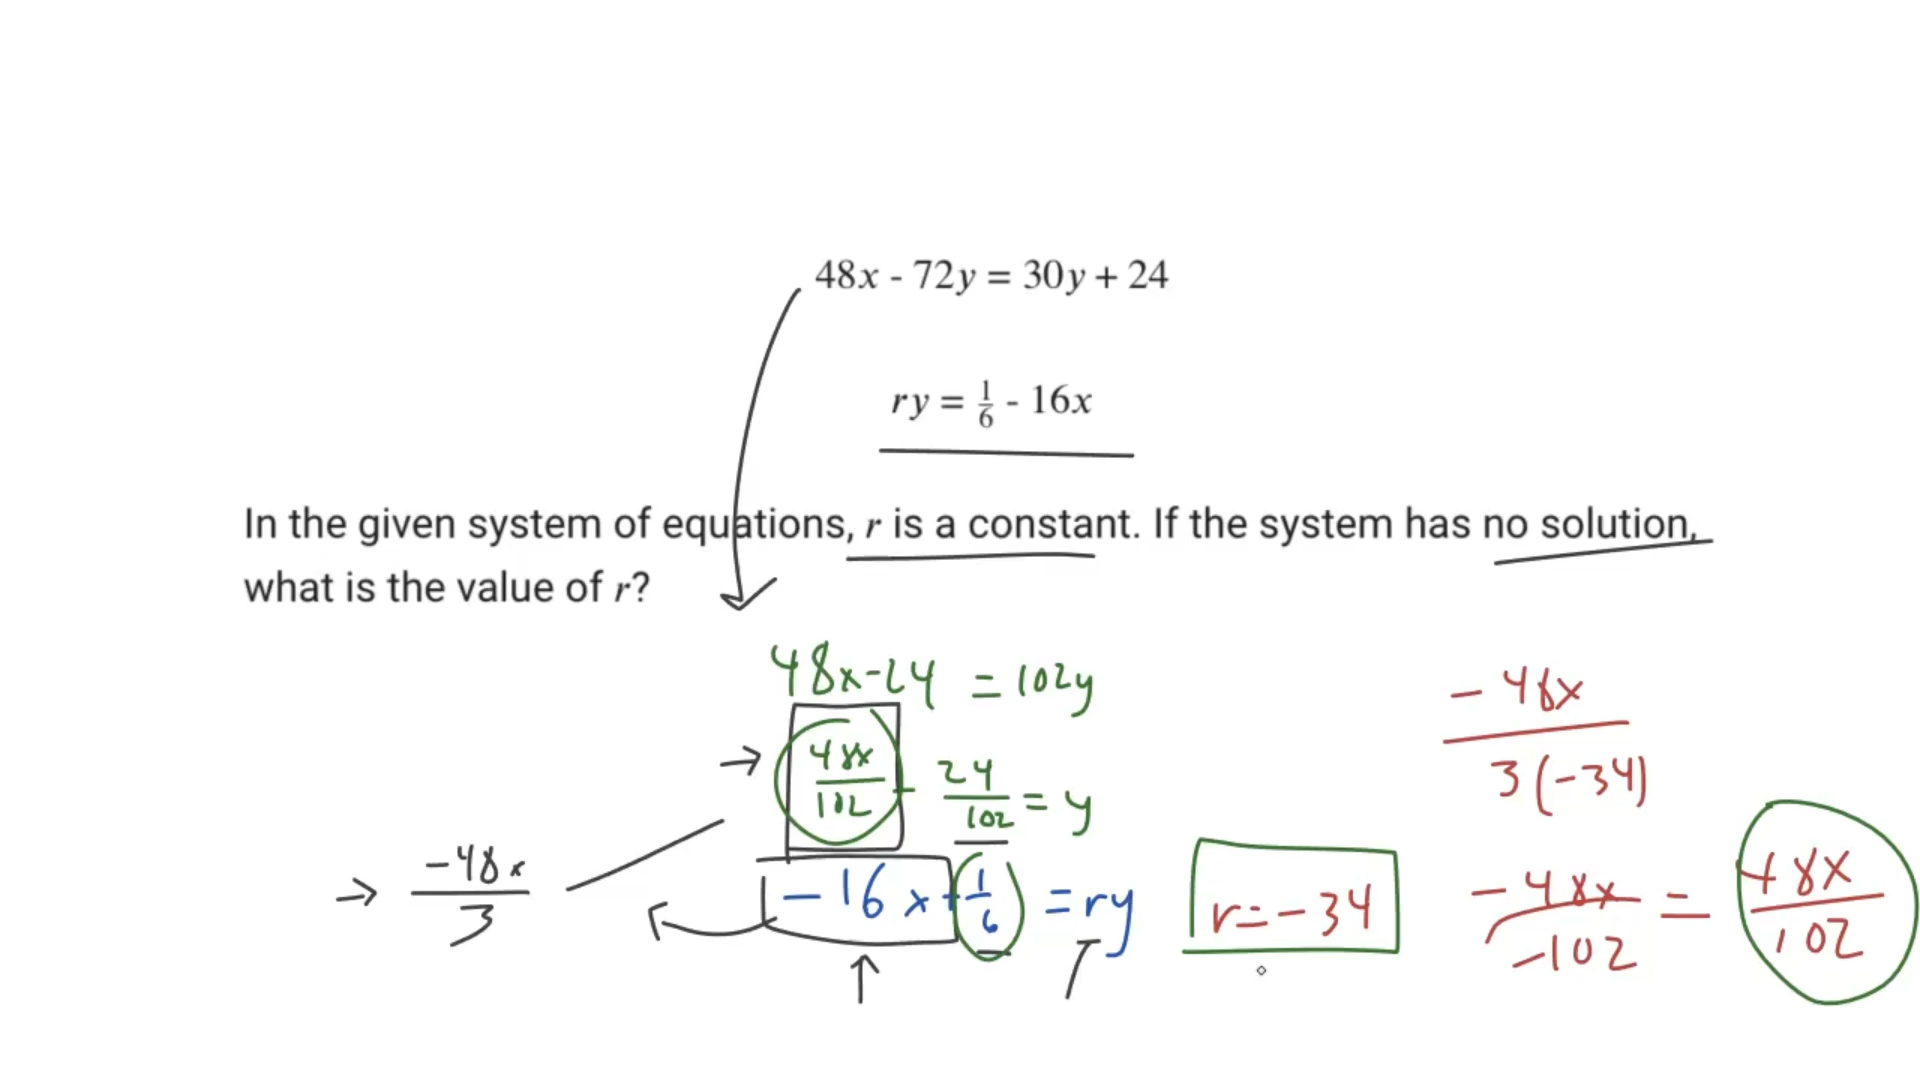 48x - 72y = 30y + 24
ry = 1/6 - 16x
In the given system of equations, r is a constant. If the system has no solution,
what is the value of r?
48x-24 = 102y
48x/102 - 24/102 = y
-16x + 1/6 = ry
-48x/3
r = -34
-48x/3(-34)
-48x/-102 = 48x/102